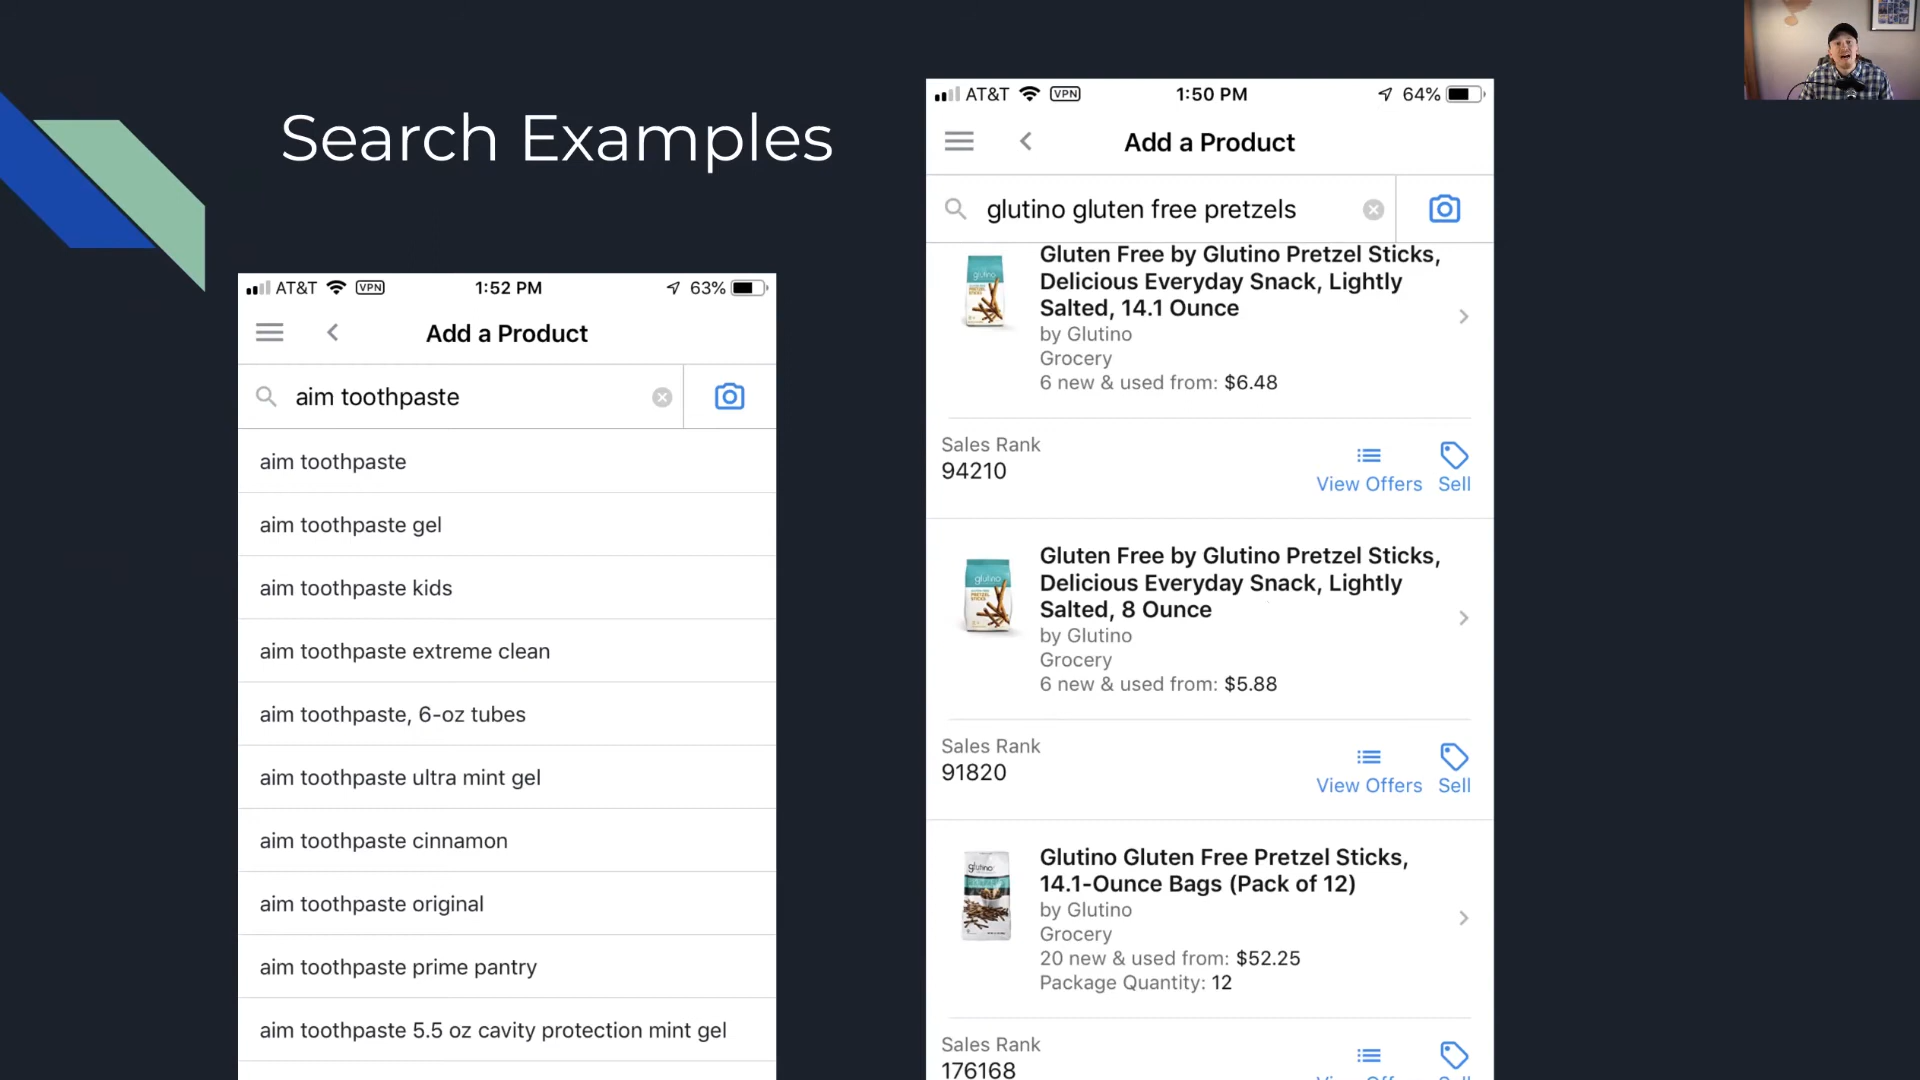 Search Examples
AT&T VPN 1:52 PM 63%
Add a Product
aim toothpaste
aim toothpaste
aim toothpaste gel
aim toothpaste kids
aim toothpaste extreme clean
aim toothpaste, 6-oz tubes
aim toothpaste ultra mint gel
aim toothpaste cinnamon
aim toothpaste original
aim toothpaste prime pantry
aim toothpaste 5.5 oz cavity protection mint gel
AT&T VPN 1:50 PM 64%
Add a Product
glutino gluten free pretzels
glutino
Gluten Free by Glutino Pretzel Sticks,
Delicious Everyday Snack, Lightly
Salted, 14.1 Ounce
by Glutino
Grocery
6 new & used from: $6.48
Sales Rank
94210
View Offers Sell
glutino
Gluten Free by Glutino Pretzel Sticks,
Delicious Everyday Snack, Lightly
Salted, 8 Ounce
by Glutino
Grocery
6 new & used from: $5.88
Sales Rank
91820
View Offers Sell
glutino
Glutino Gluten Free Pretzel Sticks,
14.1-Ounce Bags (Pack of 12)
by Glutino
Grocery
20 new & used from: $52.25
Package Quantity: 12
Sales Rank
176168